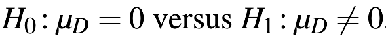 H₀: μ_D = 0 versus H₁: μ_D ≠ 0.